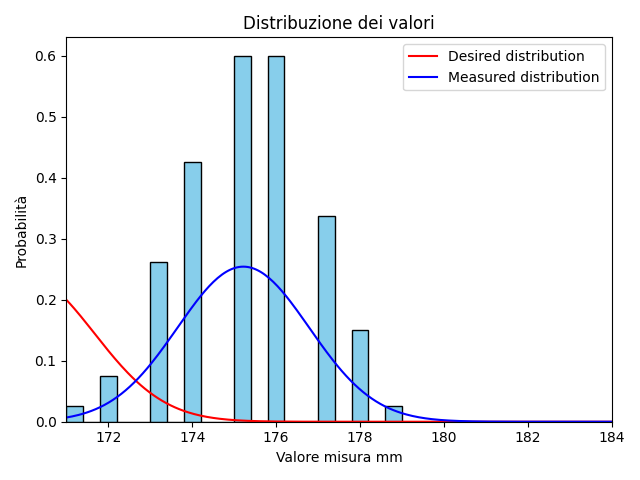 Distribuzione dei valori
Desired distribution
Measured distribution
Probabilità
0.6
0.5
0.4
0.3
0.2
0.1
0.0
172 174 176 178 180 182 184
Valore misura mm